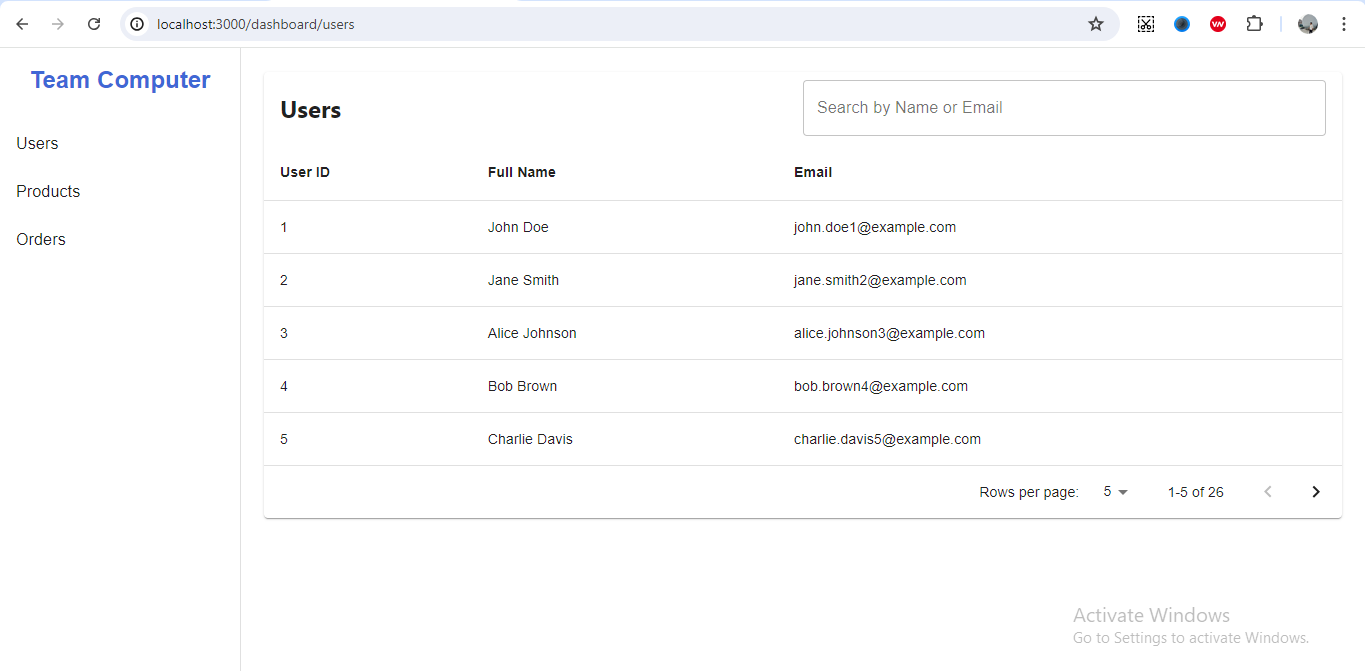 localhost:3000/dashboard/users
Team Computer
Users
Products
Orders
Users
Search by Name or Email
User ID Full Name Email
1 John Doe john.doe1@example.com
2 Jane Smith jane.smith2@example.com
3 Alice Johnson alice.johnson3@example.com
4 Bob Brown bob.brown4@example.com
5 Charlie Davis charlie.davis5@example.com
Rows per page: 5 1-5 of 26
Activate Windows
Go to Settings to activate Windows.